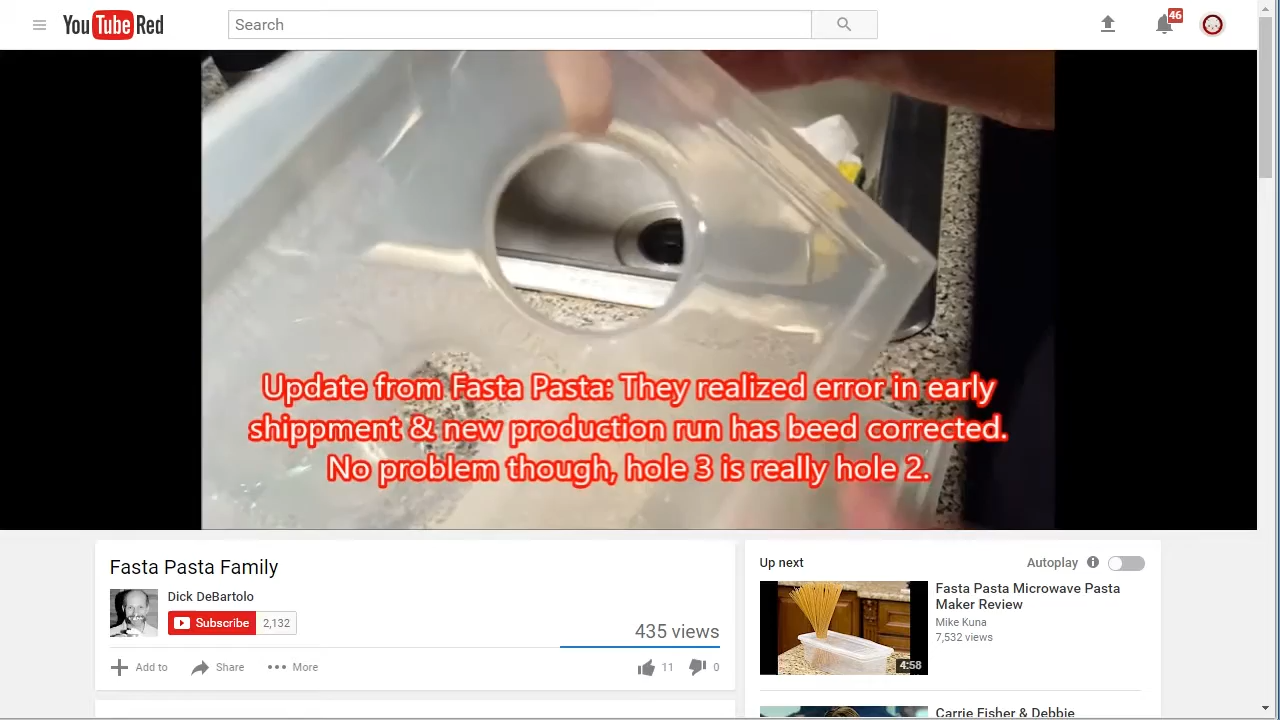 YouTube Red
Search
46
Update from Fasta Pasta: They realized error in early
shippment & new production run has beed corrected.
No problem though, hole 3 is really hole 2.
Fasta Pasta Family
Dick DeBartolo
Subscribe 2,132
435 views
Add to Share More
11 0
Up next
Autoplay
Fasta Pasta Microwave Pasta
Maker Review
Mike Kuna
7,532 views
4:58
Carrie Fisher & Debbie